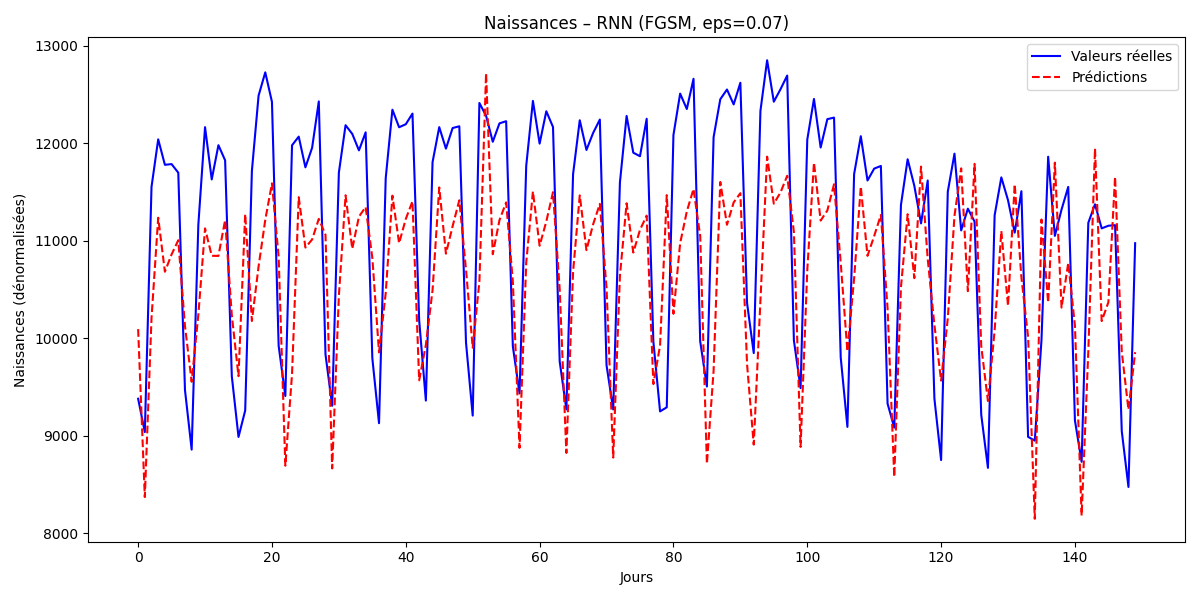 Naissances – RNN (FGSM, eps=0.07)
Valeurs réelles
Prédictions
Naissances (dénormalisées)
13000
12000
11000
10000
9000
8000
0 20 40 60 80 100 120 140
Jours